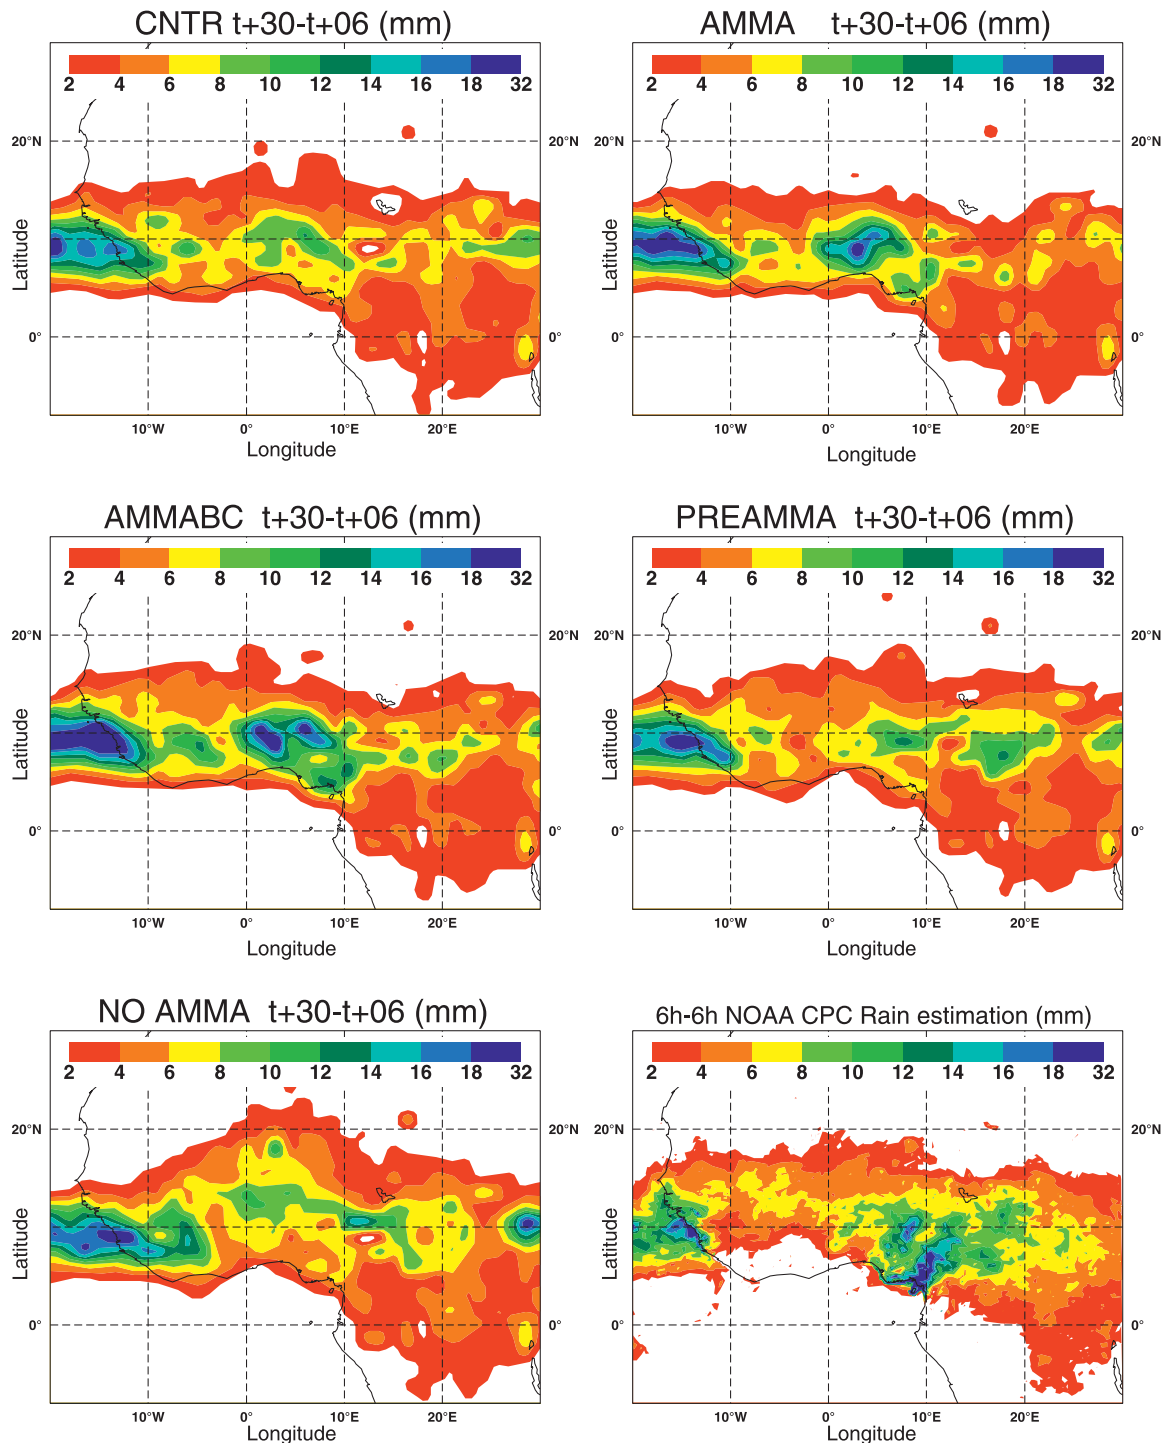 CNTR t+30-t+06 (mm)
2 4 6 8 10 12 14 16 18 32
20°N 20°N
Latitude
0° 0°
10°W 0° 10°E 20°E
Longitude
AMMA t+30-t+06 (mm)
2 4 6 8 10 12 14 16 18 32
20°N
Latitude
0°
10°W 0° 10°E 20°E
Longitude
AMMABC t+30-t+06 (mm)
2 4 6 8 10 12 14 16 18 32
20°N 20°N
Latitude
0° 0°
10°W 0° 10°E 20°E
Longitude
PREAMMA t+30-t+06 (mm)
2 4 6 8 10 12 14 16 18 32
20°N
Latitude
0°
10°W 0° 10°E 20°E
Longitude
NO AMMA t+30-t+06 (mm)
2 4 6 8 10 12 14 16 18 32
20°N 20°N
Latitude
0° 0°
10°W 0° 10°E 20°E
Longitude
6h-6h NOAA CPC Rain estimation (mm)
2 4 6 8 10 12 14 16 18 32
20°N
Latitude
0°
10°W 0° 10°E 20°E
Longitude